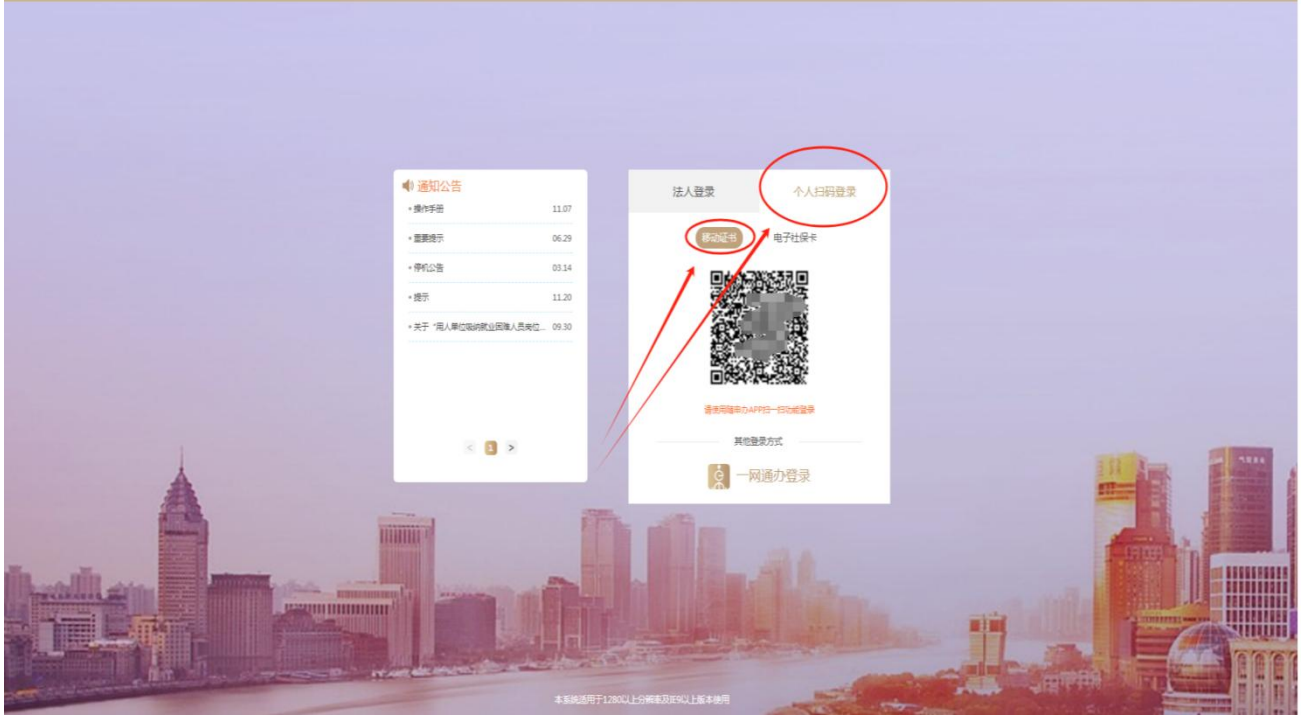 通知公告
• 操作手册 11.07
• 重要提示 06.29
• 停机公告 03.14
• 提示 11.20
• 关于“用人单位吸纳就业困难人员岗位... 09.30
< 1 >
法人登录 个人扫码登录
移动证书 电子社保卡
请使用随申办APP扫一扫功能登录
其他登录方式
一网通办登录
本系统适用于1280以上分辨率及IE9以上版本使用